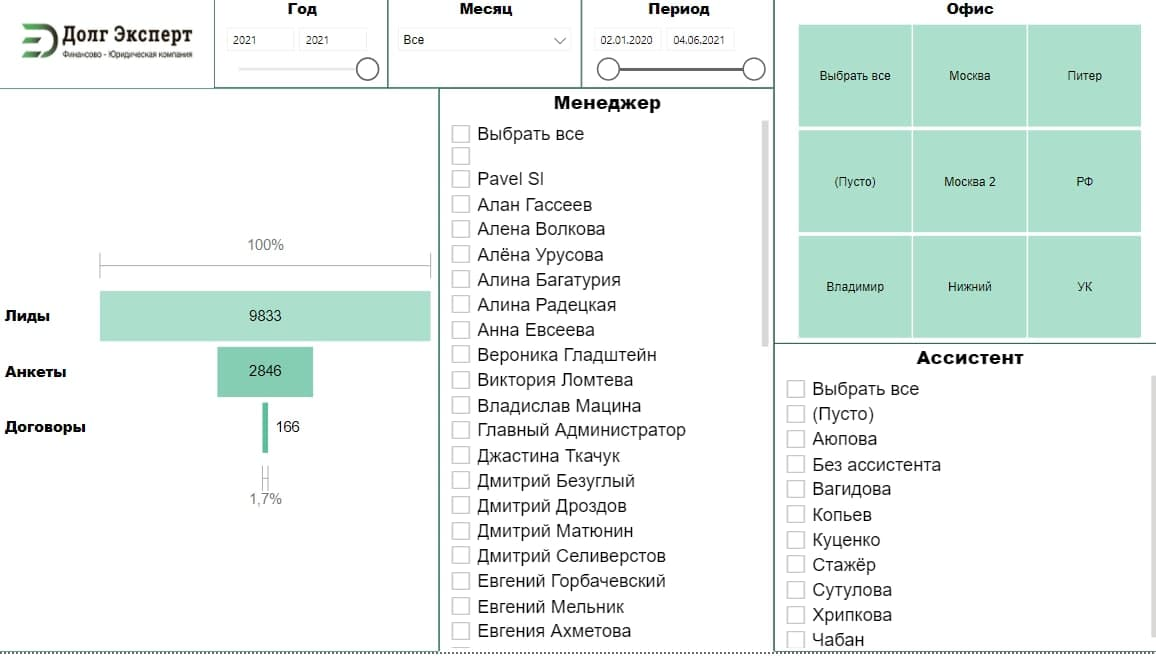 Долг Эксперт
Финансово - Юридическая компания
Год
2021
2021
Месяц
Все
Период
02.01.2020
04.06.2021
Офис
Выбрать все
Москва
Питер
(Пусто)
Москва 2
РФ
Владимир
Нижний
УК
100%
Лиды
9833
Анкеты
2846
Договоры
166
1,7%
Менеджер
Выбрать все
Pavel Sl
Алан Гассеев
Алена Волкова
Алёна Урусова
Алина Багатурия
Алина Радецкая
Анна Евсеева
Вероника Гладштейн
Виктория Ломтева
Владислав Мацина
Главный Администратор
Джастина Ткачук
Дмитрий Безуглый
Дмитрий Дроздов
Дмитрий Матюнин
Дмитрий Селиверстов
Евгений Горбачевский
Евгений Мельник
Евгения Ахметова
Ассистент
Выбрать все
(Пусто)
Аюпова
Без ассистента
Вагидова
Копьев
Куценко
Стажёр
Сутулова
Хрипкова
Чабан